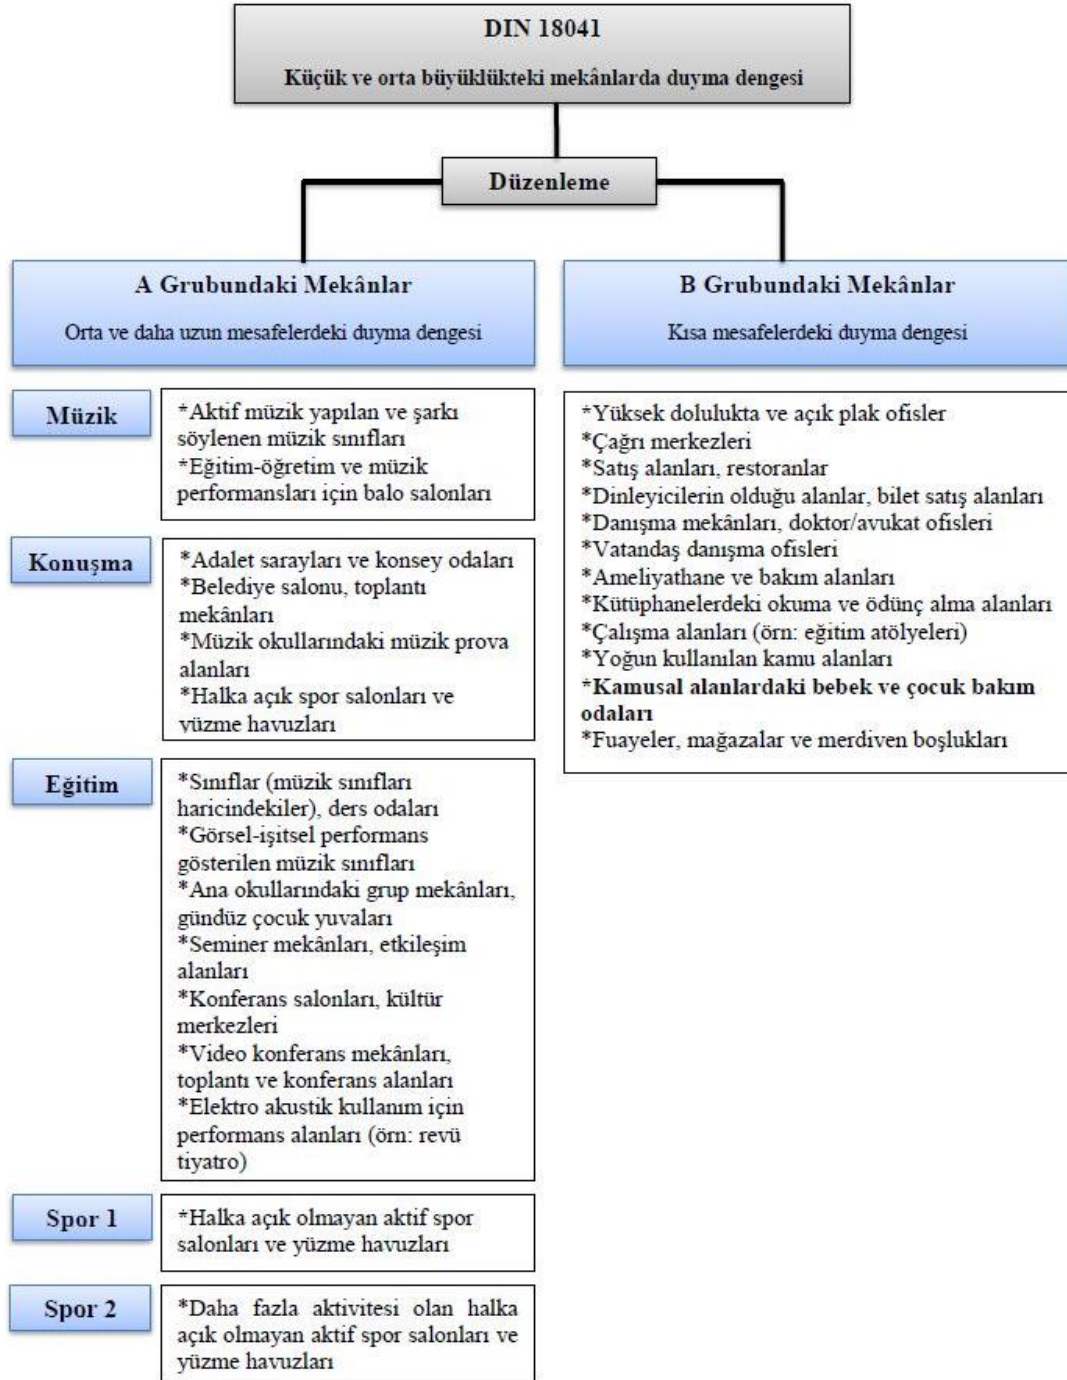 DIN 18041
Küçük ve orta büyüklükteki mekânlarda duyma dengesi
Düzenleme
A Grubundaki Mekânlar
Orta ve daha uzun mesafelerdeki duyma dengesi
B Grubundaki Mekânlar
Kısa mesafelerdeki duyma dengesi
Müzik
*Aktif müzik yapılan ve şarkı
söylenen müzik sınıfları
*Eğitim-öğretim ve müzik
performansları için balo salonları
Konuşma
*Adalet sarayları ve konsey odaları
*Belediye salonu, toplantı
mekânları
*Müzik okullarındaki müzik prova
alanları
*Halka açık spor salonları ve
yüzme havuzları
Eğitim
*Sınıflar (müzik sınıfları
haricindekiler), ders odaları
*Görsel-işitsel performans
gösterilen müzik sınıfları
*Ana okullarındaki grup mekânları,
gündüz çocuk yuvaları
*Seminer mekânları, etkileşim
alanları
*Konferans salonları, kültür
merkezleri
*Video konferans mekânları,
toplantı ve konferans alanları
*Elektro akustik kullanım için
performans alanları (örn: revü
tiyatro)
Spor 1
*Halka açık olmayan aktif spor
salonları ve yüzme havuzları
Spor 2
*Daha fazla aktivitesi olan halka
açık olmayan aktif spor salonları ve
yüzme havuzları
*Yüksek dolulukta ve açık plak ofisler
*Çağrı merkezleri
*Satış alanları, restoranlar
*Dinleyicilerin olduğu alanlar, bilet satış alanları
*Danışma mekânları, doktor/avukat ofisleri
*Vatandaş danışma ofisleri
*Ameliyathane ve bakım alanları
*Kütüphanelerdeki okuma ve ödünç alma alanları
*Çalışma alanları (örn: eğitim atölyeleri)
*Yoğun kullanılan kamu alanları
*Kamusal alanlardaki bebek ve çocuk bakım
odaları
*Fuayeler, mağazalar ve merdiven boşlukları